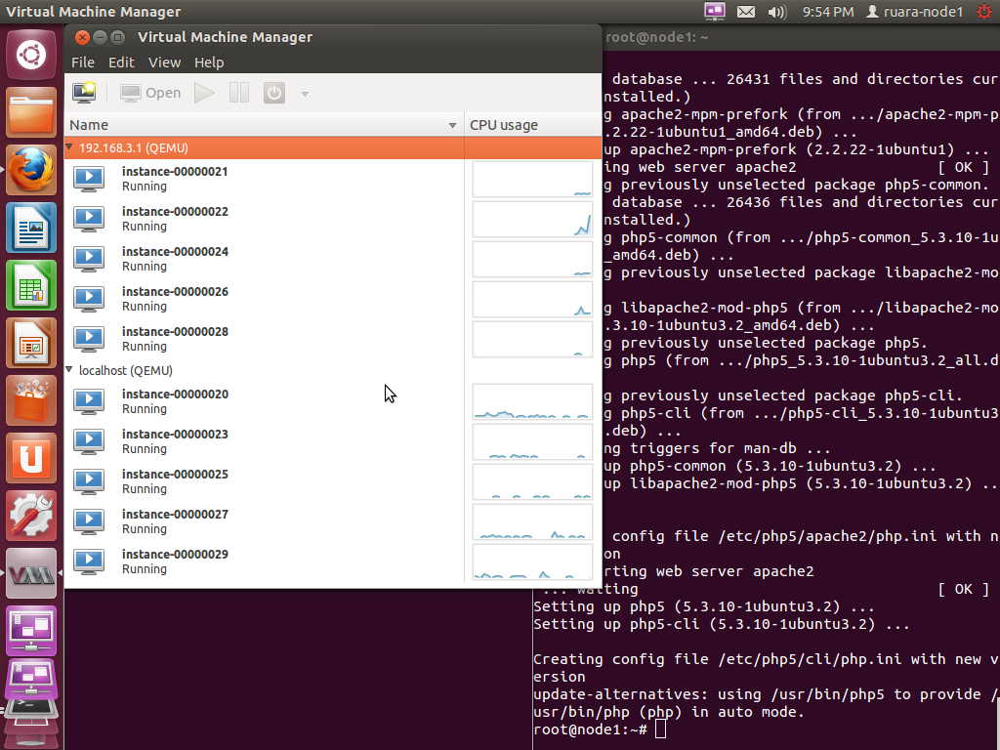 Virtual Machine Manager
9:54 PM
ruara-node1
Virtual Machine Manager
File Edit View Help
Open
Name
CPU usage
192.168.3.1 (QEMU)
instance-00000021
Running
instance-00000022
Running
instance-00000024
Running
instance-00000026
Running
instance-00000028
Running
localhost (QEMU)
instance-00000020
Running
instance-00000023
Running
instance-00000025
Running
instance-00000027
Running
instance-00000029
Running
root@node1: ~
database ... 26431 files and directories cur
nstalled.)
g apache2-mpm-prefork (from .../apache2-mpm-p
.2.22-1ubuntu1_amd64.deb) ...
up apache2-mpm-prefork (2.2.22-1ubuntu1) ...
ing web server apache2 [ OK ]
g previously unselected package php5-common.
database ... 26436 files and directories cur
nstalled.)
g php5-common (from .../php5-common_5.3.10-1u
_amd64.deb) ...
g previously unselected package libapache2-mo
g libapache2-mod-php5 (from .../libapache2-mo
.3.10-1ubuntu3.2_amd64.deb) ...
g previously unselected package php5.
g php5 (from .../php5_5.3.10-1ubuntu3.2_all.d
g previously unselected package php5-cli.
g php5-cli (from .../php5-cli_5.3.10-1ubuntu3
.deb) ...
ng triggers for man-db ...
up php5-common (5.3.10-1ubuntu3.2) ...
up libapache2-mod-php5 (5.3.10-1ubuntu3.2) ..
config file /etc/php5/apache2/php.ini with n
on
rting web server apache2
... waiting [ OK ]
Setting up php5 (5.3.10-1ubuntu3.2) ...
Setting up php5-cli (5.3.10-1ubuntu3.2) ...
Creating config file /etc/php5/cli/php.ini with new v
ersion
update-alternatives: using /usr/bin/php5 to provide /
usr/bin/php (php) in auto mode.
root@node1:~#